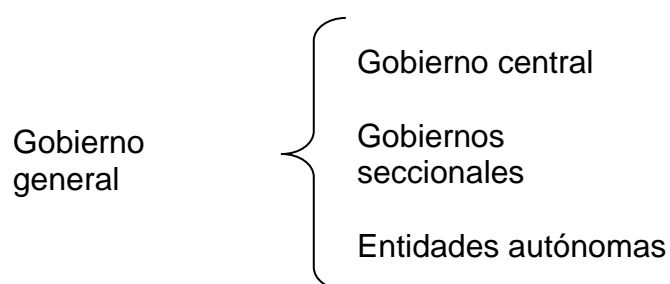 Gobierno
general
Gobierno central
Gobiernos
seccionales
Entidades autónomas